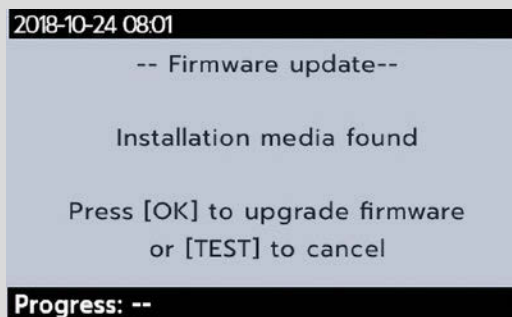 2018-10-24 08:01
-- Firmware update--
Installation media found
Press [OK] to upgrade firmware
or [TEST] to cancel
Progress: --